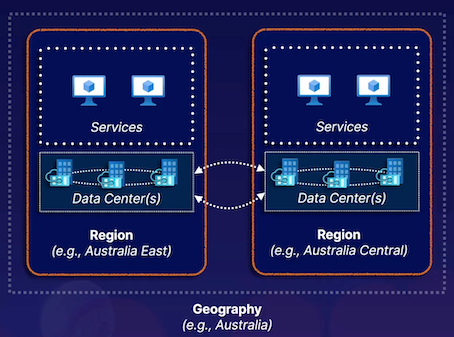 Services
Services
Data Center(s)
Data Center(s)
Region
(e.g., Australia East)
Region
(e.g., Australia Central)
Geography
(e.g., Australia)